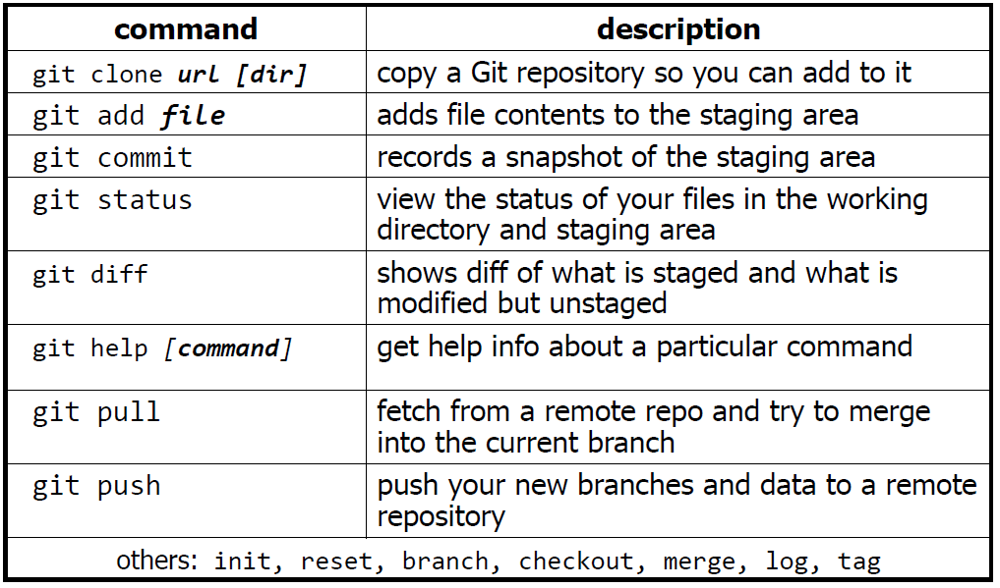 command description
git clone url [dir] copy a Git repository so you can add to it
git add file adds file contents to the staging area
git commit records a snapshot of the staging area
git status view the status of your files in the working
directory and staging area
git diff shows diff of what is staged and what is
modified but unstaged
git help [command] get help info about a particular command
git pull fetch from a remote repo and try to merge
into the current branch
git push push your new branches and data to a remote
repository
others: init, reset, branch, checkout, merge, log, tag